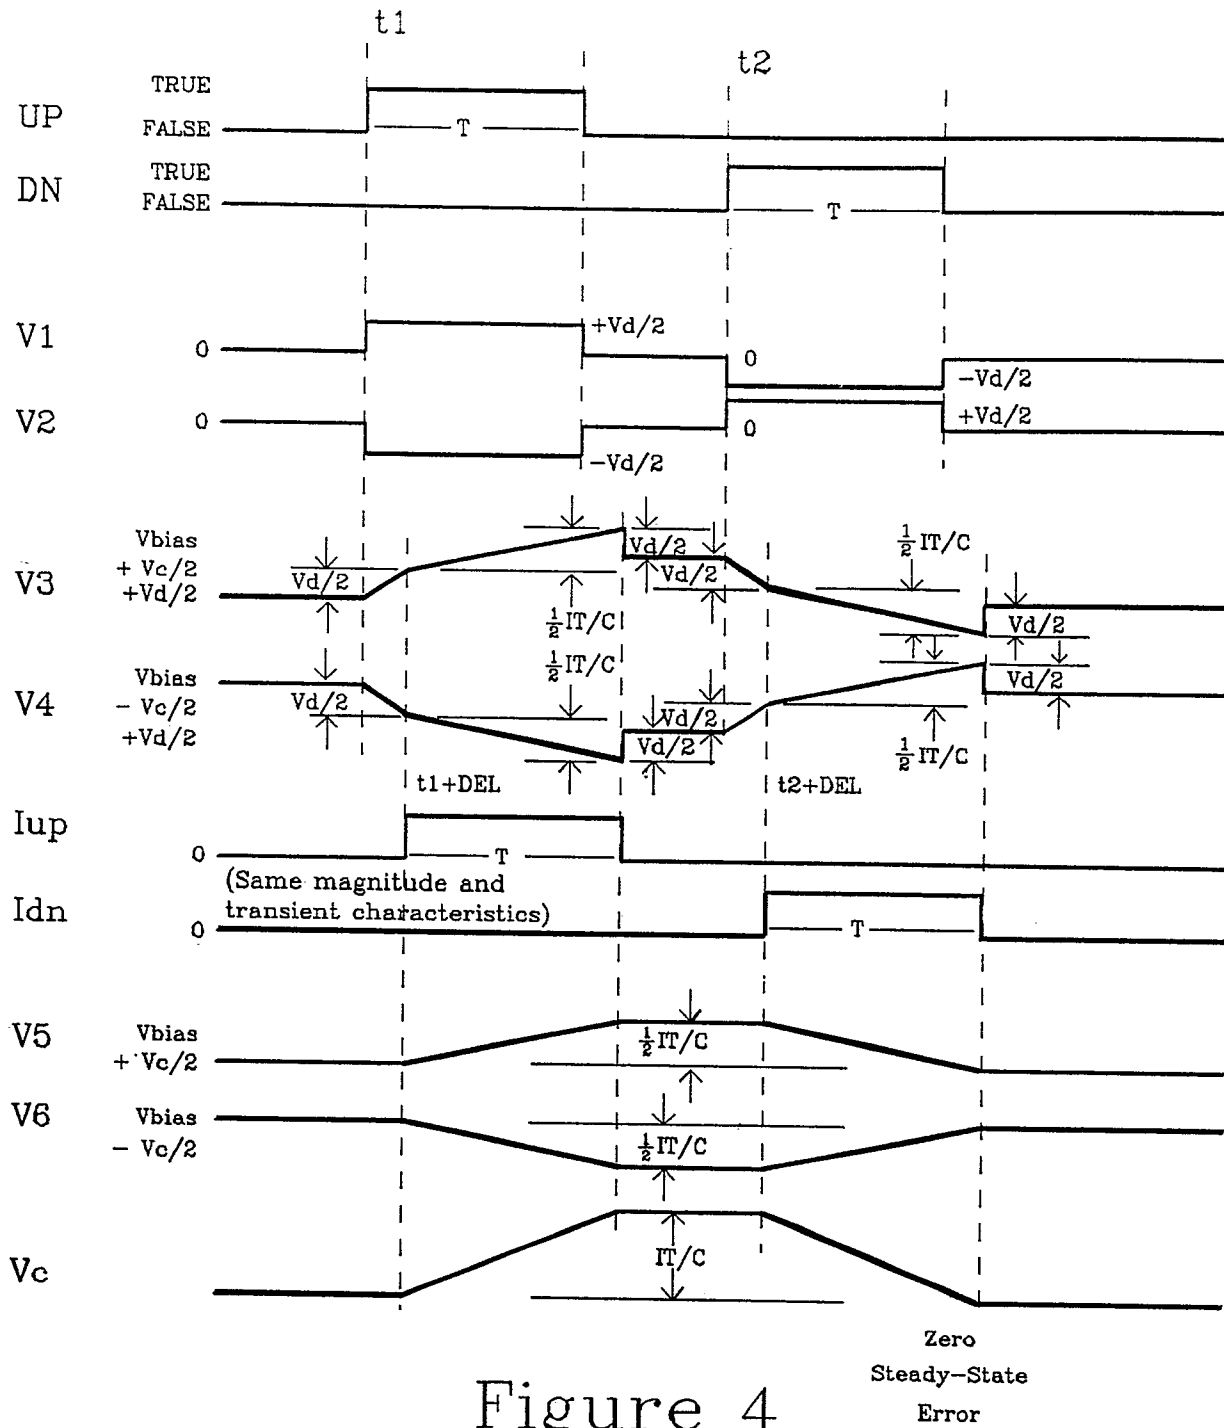 t1
t2
UP
TRUE
FALSE
T
DN
TRUE
FALSE
T
V1
0
+Vd/2
0
-Vd/2
V2
0
-Vd/2
0
+Vd/2
V3
Vbias
+ Vc/2
+Vd/2
Vd/2
½IT/C
Vd/2
Vd/2
½IT/C
Vd/2
V4
Vbias
- Vc/2
+Vd/2
Vd/2
½IT/C
Vd/2
Vd/2
½IT/C
Vd/2
t1+DEL
t2+DEL
Iup
0
T
(Same magnitude and
transient characteristics)
Idn
0
T
V5
Vbias
+ Vc/2
½IT/C
V6
Vbias
- Vc/2
½IT/C
Vc
IT/C
Zero
Steady-State
Error
Figure 4